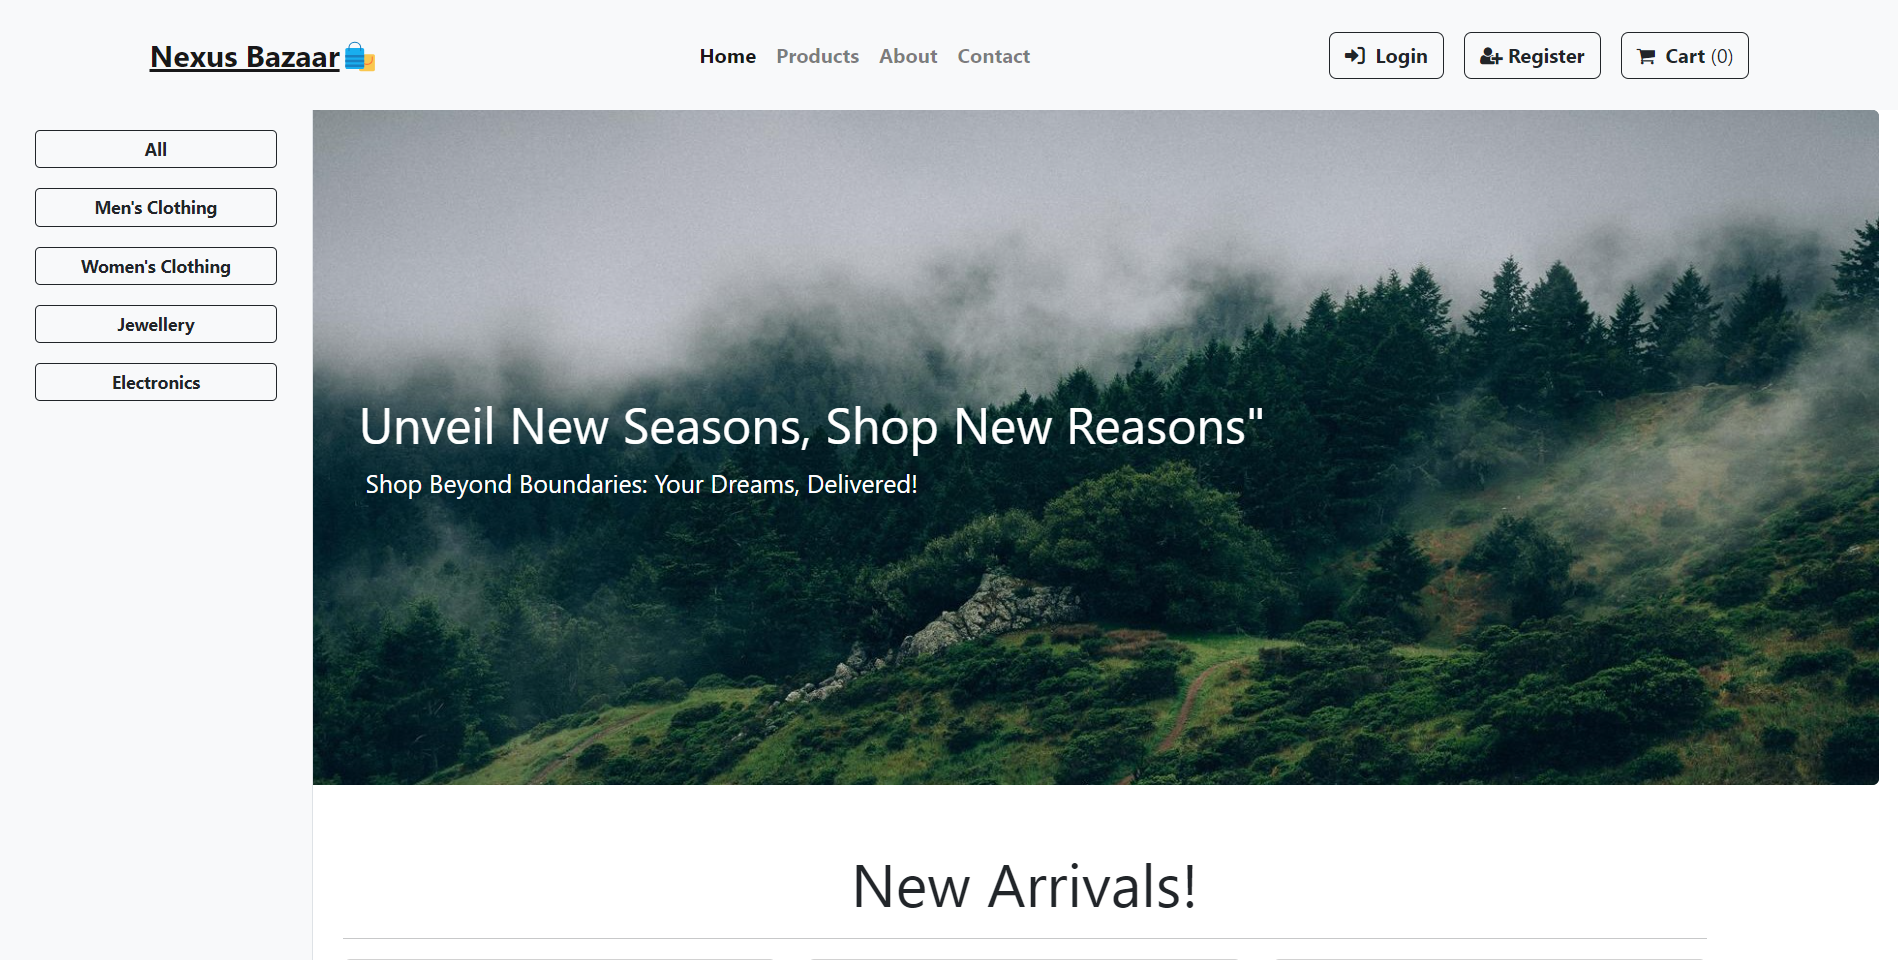 Nexus Bazaar
Home Products About Contact
Login Register Cart (0)
All
Men's Clothing
Women's Clothing
Jewellery
Electronics
Unveil New Seasons, Shop New Reasons"
Shop Beyond Boundaries: Your Dreams, Delivered!
New Arrivals!